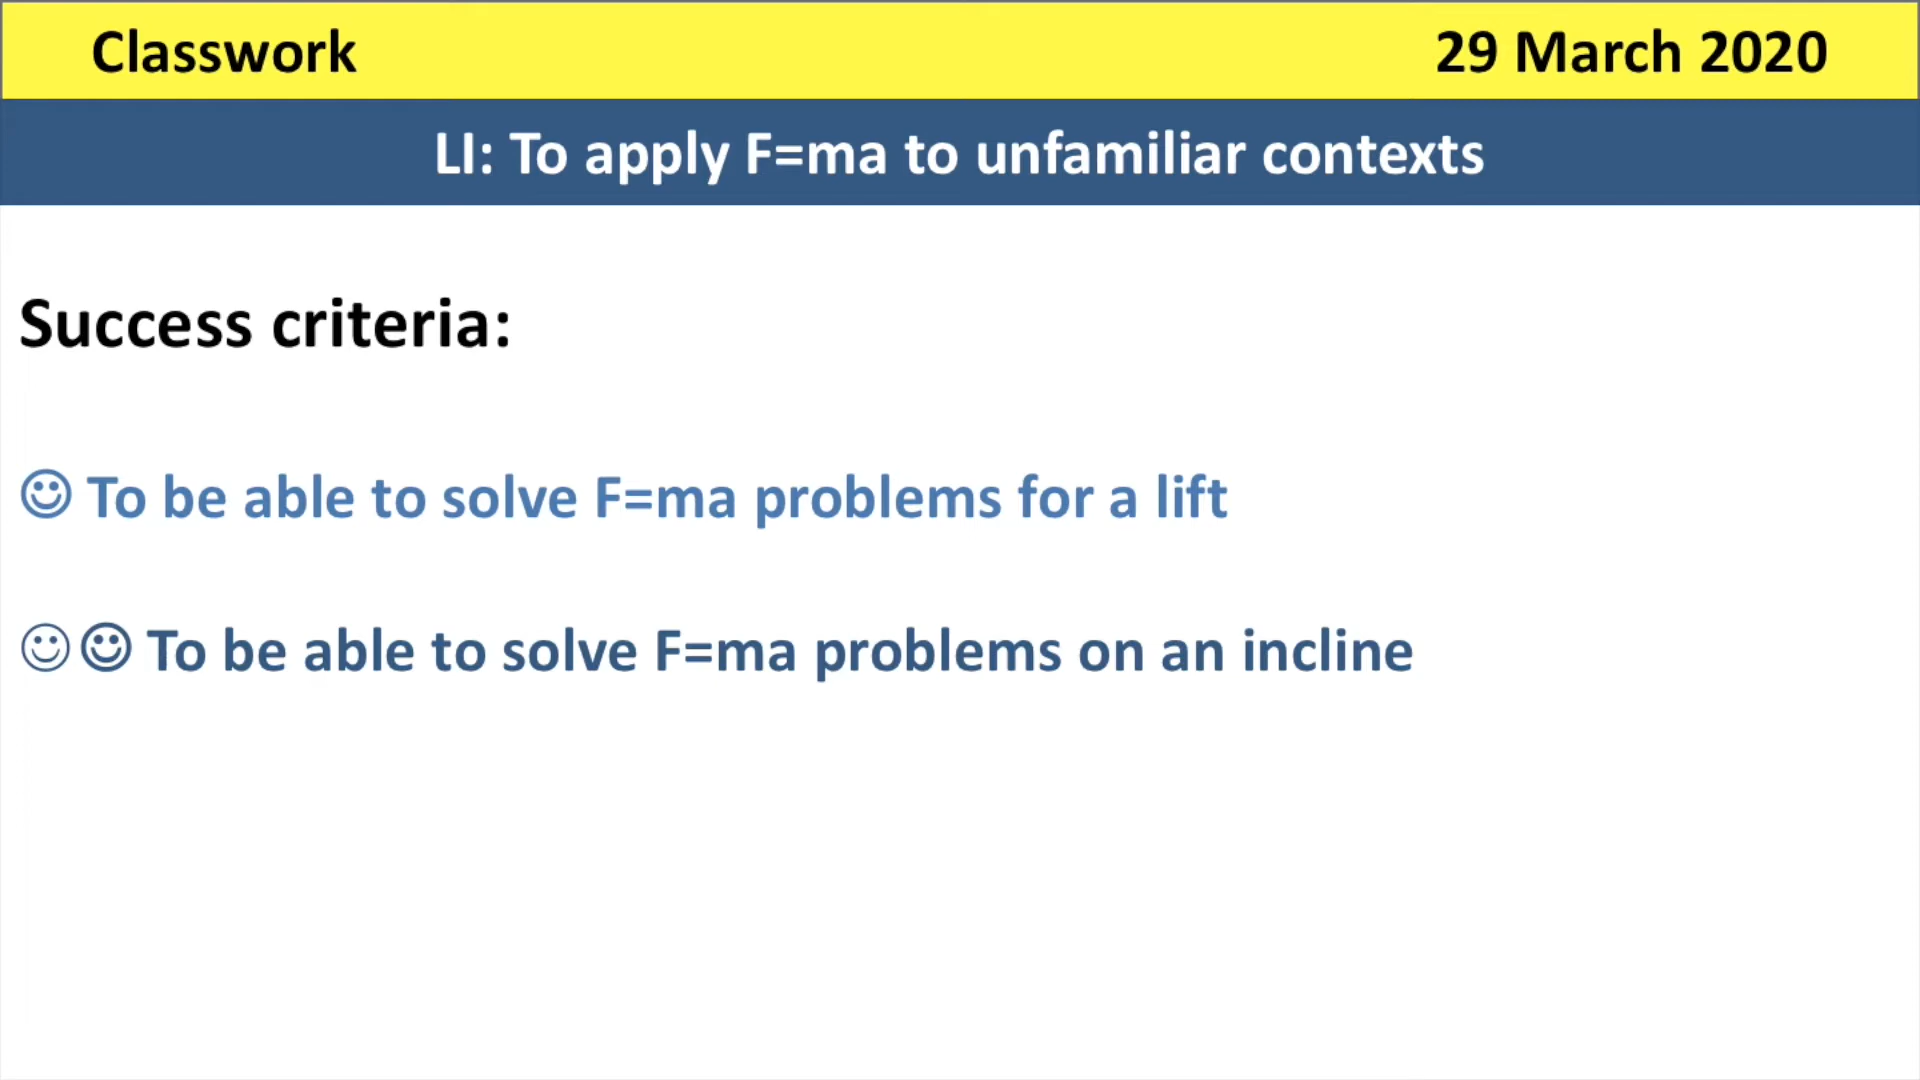 Classwork
29 March 2020
LI: To apply F=ma to unfamiliar contexts
Success criteria:
☺ To be able to solve F=ma problems for a lift
☺ ☺ To be able to solve F=ma problems on an incline